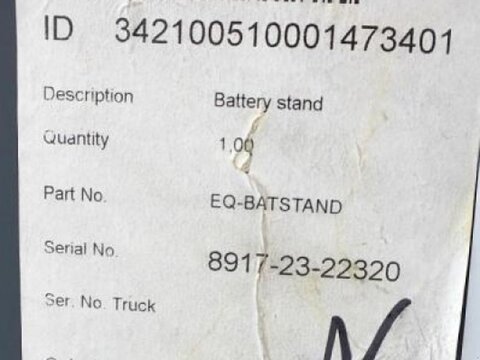 ID 342100510001473401
Description Battery stand
Quantity 1,00
Part No. EQ-BATSTAND
Serial No. 8917-23-22320
Ser. No. Truck